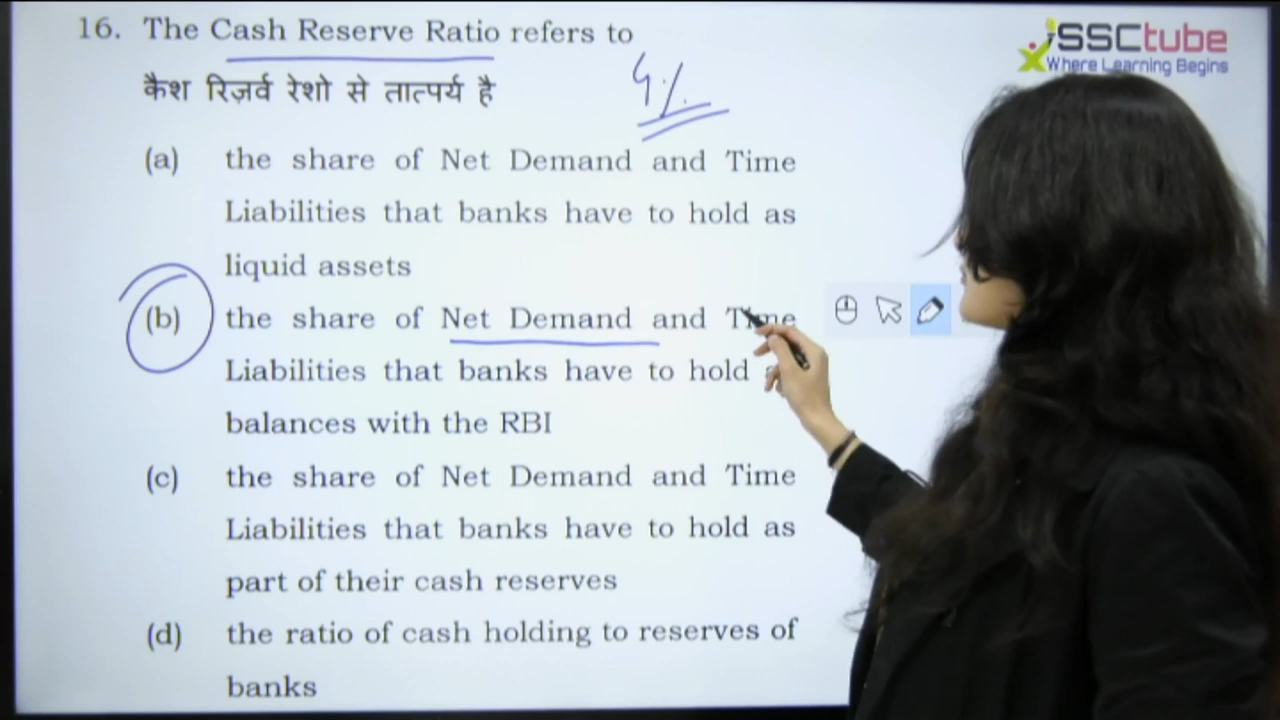 16. The Cash Reserve Ratio refers to
कैश रिज़र्व रेशो से तात्पर्य है
4%
(a) the share of Net Demand and Time
Liabilities that banks have to hold as
liquid assets
(b) the share of Net Demand and Time
Liabilities that banks have to hold
balances with the RBI
(c) the share of Net Demand and Time
Liabilities that banks have to hold as
part of their cash reserves
(d) the ratio of cash holding to reserves of
banks
SSCtube
Where Learning Begins